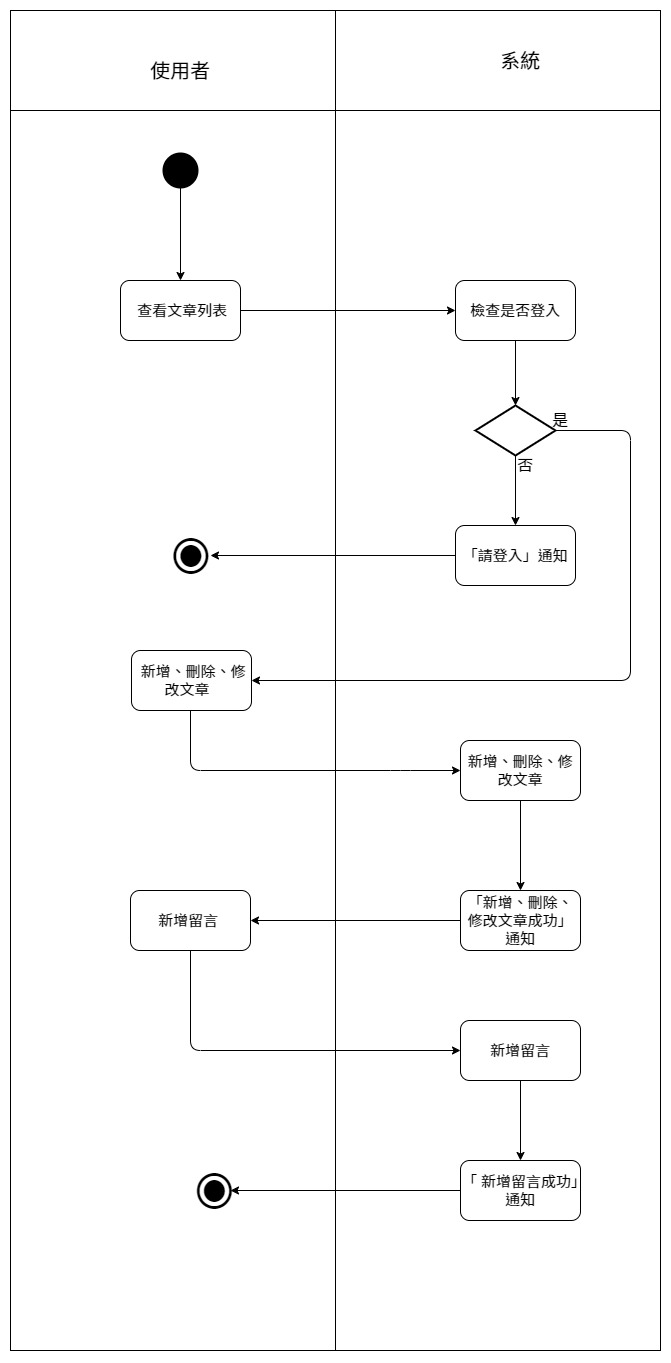 使用者
系統
查看文章列表
檢查是否登入
是
否
「請登入」通知
新增、刪除、修
改文章
新增、刪除、修
改文章
「新增、刪除、
修改文章成功」
通知
新增留言
新增留言
「 新增留言成功」
通知